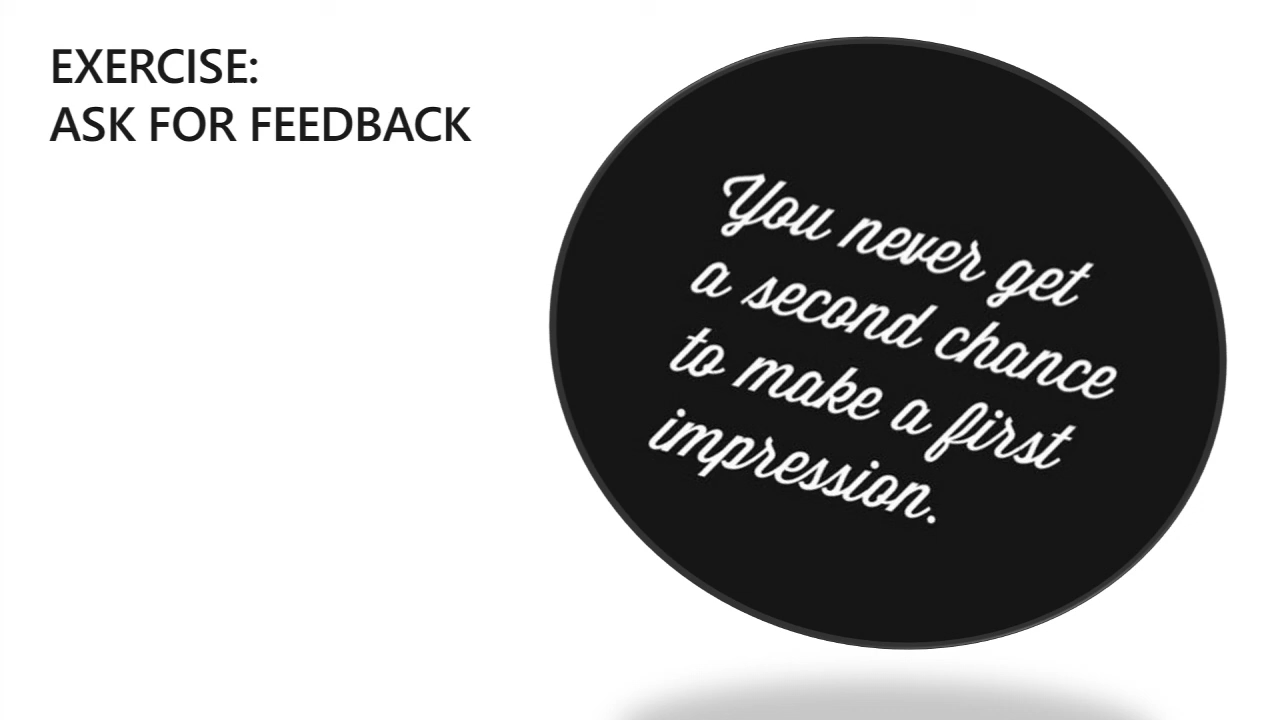 EXERCISE:
ASK FOR FEEDBACK
You never get
a second chance
to make a first
impression.